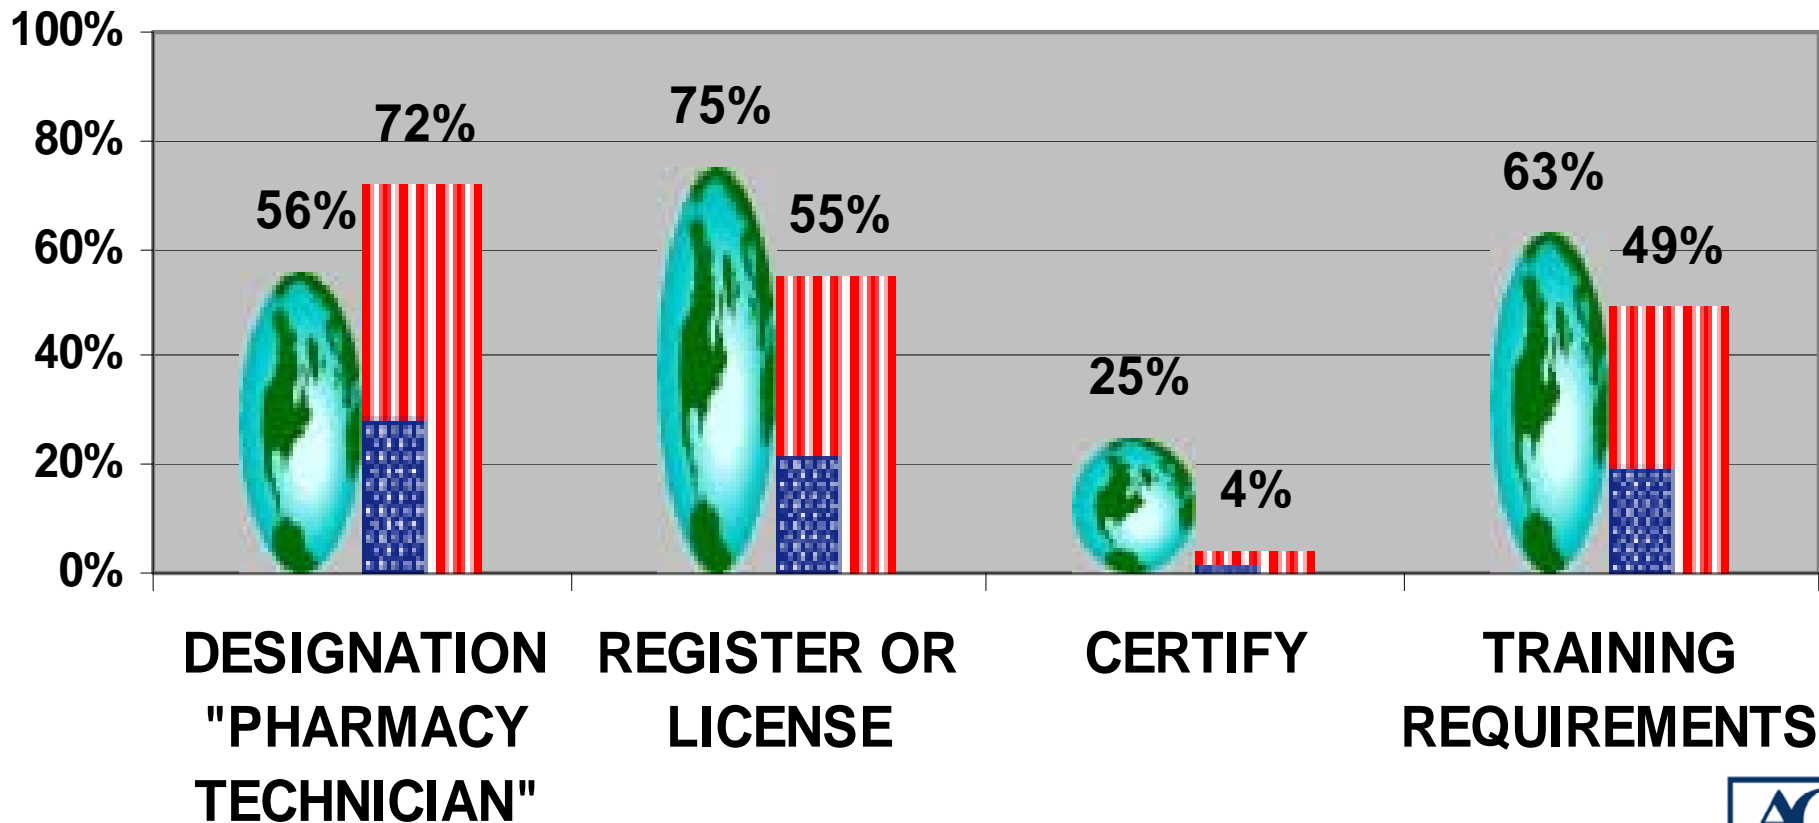 100%
80%
60%
40%
20%
0%
56%
72%
75%
55%
25%
4%
63%
49%
DESIGNATION
"PHARMACY
TECHNICIAN"
REGISTER OR
LICENSE
CERTIFY
TRAINING
REQUIREMENTS